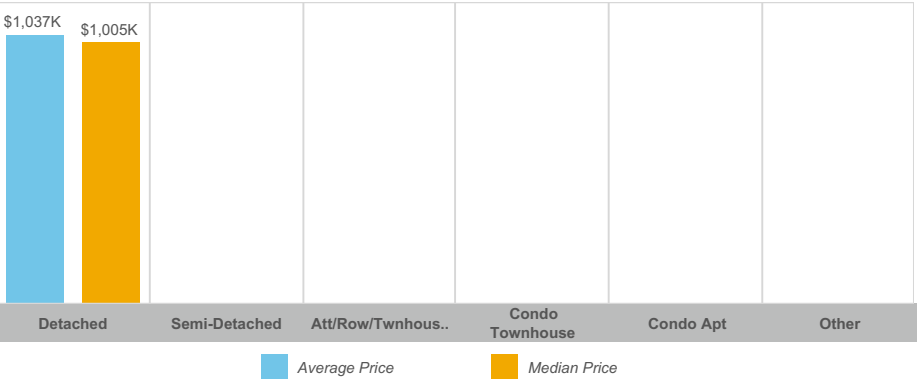 $1,037K
$1,005K
Detached
Semi-Detached
Att/Row/Twnhous..
Condo
Townhouse
Condo Apt
Other
Average Price
Median Price